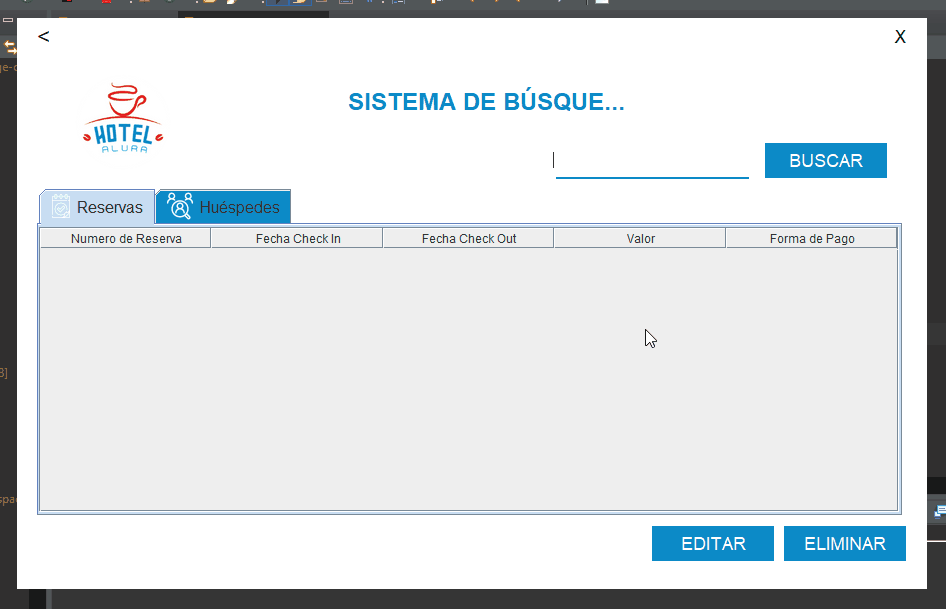 <
X
HOTEL
ALURA
SISTEMA DE BÚSQUE...
BUSCAR
Reservas
Huéspedes
Numero de Reserva Fecha Check In Fecha Check Out Valor Forma de Pago
EDITAR ELIMINAR